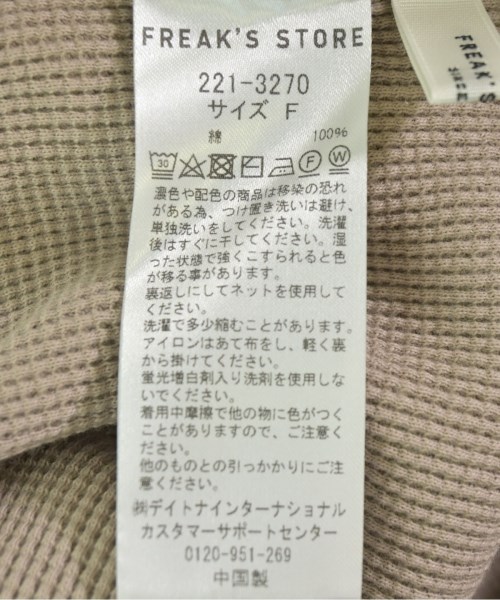 FREAK'S STORE
221-3270
サイズ F
綿 100%
30 F W
濃色や配色の商品は移染の恐れ
がある為、つけ置き洗いは避け、
単独洗いをしてください。洗濯
後はすぐに干してください。湿
った状態で強くこすられると色
が移る事があります。
裏返しにしてネットを使用して
ください。
洗濯で多少縮むことがあります。
アイロンはあて布をし、軽く裏
から掛けてください。
蛍光増白剤入り洗剤を使用しな
いでください。
着用中摩擦で他の物に色がつく
ことがありますので、ご注意く
ださい。
他のものとの引っかかりにご注
意ください。
㈱デイトナインターナショナル
カスタマーサポートセンター
0120-951-269
中国製
FREAK'S